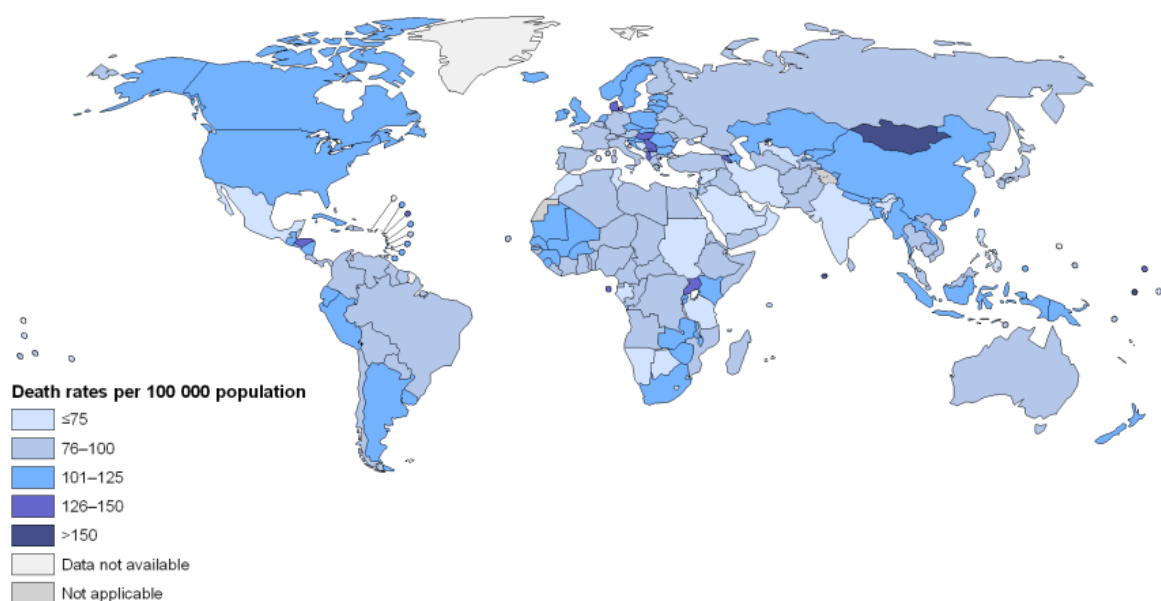 Death rates per 100 000 population
≤75
76–100
101–125
126–150
>150
Data not available
Not applicable